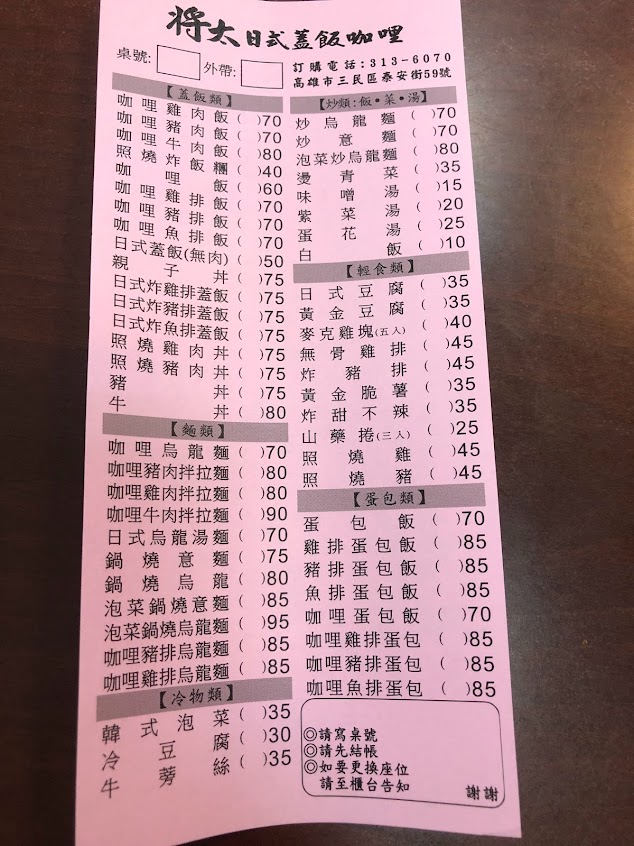 將太日式蓋飯咖哩
桌號: 外帶:
訂購電話:313-6070
高雄市三民區泰安街59號
【蓋飯類】
咖哩雞肉飯( )70
咖哩豬肉飯( )70
咖哩牛肉飯( )80
照燒炸飯糰( )40
咖哩飯( )60
咖哩雞排飯( )70
咖哩豬排飯( )70
咖哩魚排飯( )70
日式蓋飯(無肉)( )50
親子丼( )75
日式炸雞排蓋飯( )75
日式炸豬排蓋飯( )75
日式炸魚排蓋飯( )75
照燒雞肉丼( )75
照燒豬肉丼( )75
豬丼( )75
牛丼( )80
【麵類】
咖哩烏龍麵( )70
咖哩豬肉拌拉麵( )80
咖哩雞肉拌拉麵( )80
咖哩牛肉拌拉麵( )90
日式烏龍湯麵( )70
鍋燒意麵( )75
鍋燒烏龍( )80
泡菜鍋燒意麵( )85
泡菜鍋燒烏龍麵( )95
咖哩豬排烏龍麵( )85
咖哩雞排烏龍麵( )85
【冷物類】
韓式泡菜( )35
冷豆腐( )30
牛蒡絲( )35
【炒類:飯•菜•湯】
炒烏龍麵( )70
炒意麵( )70
泡菜炒烏龍麵( )80
燙青菜( )35
味噌湯( )15
紫菜湯( )20
蛋花湯( )25
白飯( )10
【輕食類】
日式豆腐( )35
黃金豆腐( )35
麥克雞塊(五入)( )40
無骨雞排( )45
炸豬排( )45
黃金脆薯( )35
炸甜不辣( )35
山藥捲(三入)( )25
照燒雞( )45
照燒豬( )45
【蛋包類】
蛋包飯( )70
雞排蛋包飯( )85
豬排蛋包飯( )85
魚排蛋包飯( )85
咖哩蛋包飯( )70
咖哩雞排蛋包( )85
咖哩豬排蛋包( )85
咖哩魚排蛋包( )85
◎請寫桌號
◎請先結帳
◎如要更換座位
請至櫃台告知 謝謝